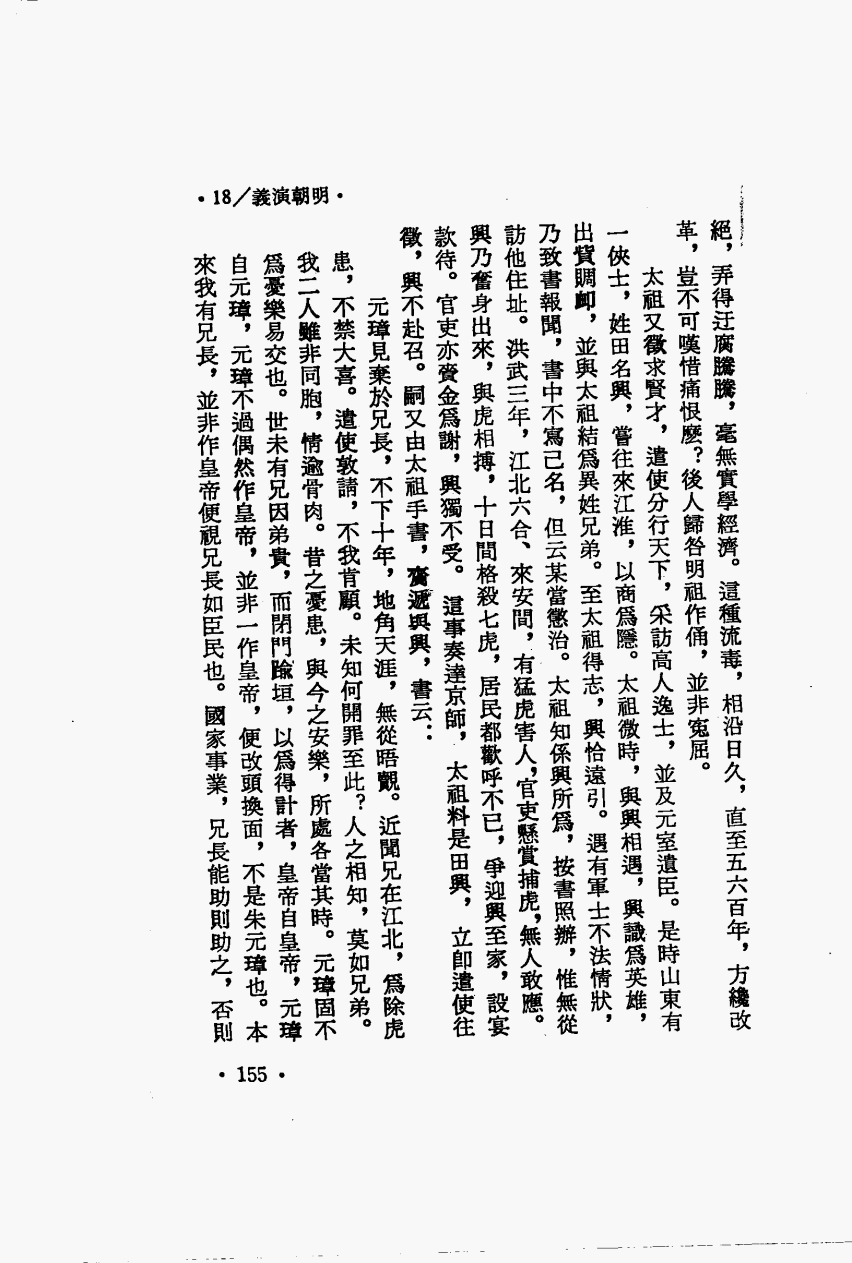 •18/義演朝明•
絕，弄得迂腐騰騰，毫無實學經濟。這種流毒，相沿日久，直至五六百年，方纔改
革，豈不可嘆惜痛恨麼？後人歸咎明祖作俑，並非寃屈。
太祖又徵求賢才，遣使分行天下，采訪高人逸士，並及元室遺臣。是時山東有
一俠士，姓田名興，嘗往來江淮，以商爲隱。太祖微時，與興相遇，興識爲英雄，
出貲賙卹，並與太祖結爲異姓兄弟。至太祖得志，興恰遠引。遇有軍士不法情狀，
乃致書報聞，書中不寫己名，但云某當懲治。太祖知係興所爲，按書照辦，惟無從
訪他住址。洪武三年，江北六合、來安間，有猛虎害人，官吏懸賞捕虎，無人敢應。
興乃奮身出來，與虎相搏，十日間格殺七虎，居民都歡呼不已，爭迎興至家，設宴
款待。官吏亦齎金爲謝，興獨不受。這事奏達京師，太祖料是田興，立卽遣使往
徵，興不赴召。嗣又由太祖手書，齎遞與興，書云：
元璋見棄於兄長，不下十年，地角天涯，無從晤覿。近聞兄在江北，爲除虎
患，不禁大喜。遣使敦請，不我肯顧。未知何開罪至此？人之相知，莫如兄弟。
我二人雖非同胞，情逾骨肉。昔之憂患，與今之安樂，所處各當其時。元璋固不
爲憂樂易交也。世未有兄因弟貴，而閉門踰垣，以爲得計者，皇帝自皇帝，元璋
自元璋，元璋不過偶然作皇帝，並非一作皇帝，便改頭換面，不是朱元璋也。本
來我有兄長，並非作皇帝便視兄長如臣民也。國家事業，兄長能助則助之，否則
•155•